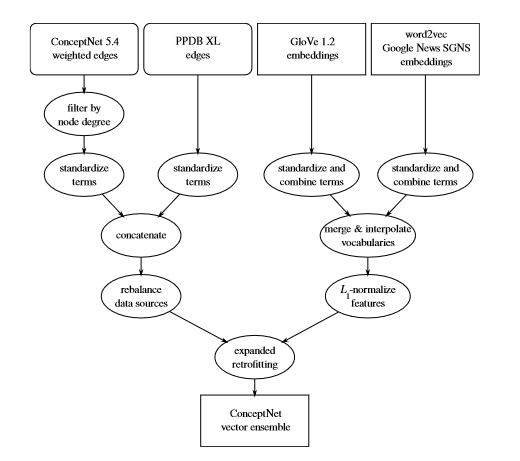 ConceptNet 5.4
weighted edges
PPDB XL
edges
GloVe 1.2
embeddings
word2vec
Google News SGNS
embeddings
filter by
node degree
standardize
terms
standardize
terms
standardize and
combine terms
standardize and
combine terms
concatenate
merge & interpolate
vocabularies
rebalance
data sources
L1-normalize
features
expanded
retrofitting
ConceptNet
vector ensemble